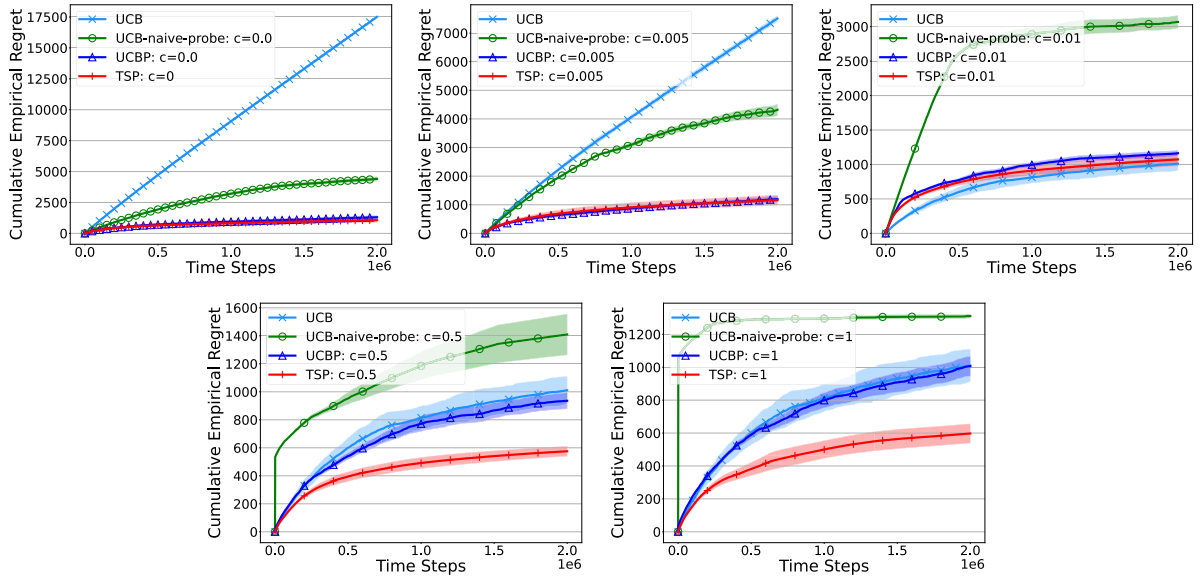 17500
15000
12500
10000
7500
5000
2500
0
Cumulative Empirical Regret
UCB
UCB-naive-probe: c=0.0
UCBP: c=0.0
TSP: c=0
0.0 0.5 1.0 1.5 2.0
Time Steps
1e6
7000
6000
5000
4000
3000
2000
1000
0
Cumulative Empirical Regret
UCB
UCB-naive-probe: c=0.005
UCBP: c=0.005
TSP: c=0.005
0.0 0.5 1.0 1.5 2.0
Time Steps
1e6
3000
2500
2000
1500
1000
500
0
Cumulative Empirical Regret
UCB
UCB-naive-probe: c=0.01
UCBP: c=0.01
TSP: c=0.01
0.0 0.5 1.0 1.5 2.0
Time Steps
1e6
1600
1400
1200
1000
800
600
400
200
0
Cumulative Empirical Regret
UCB
UCB-naive-probe: c=0.5
UCBP: c=0.5
TSP: c=0.5
0.0 0.5 1.0 1.5 2.0
Time Steps
1e6
1200
1000
800
600
400
200
0
Cumulative Empirical Regret
UCB
UCB-naive-probe: c=1
UCBP: c=1
TSP: c=1
0.0 0.5 1.0 1.5 2.0
Time Steps
1e6